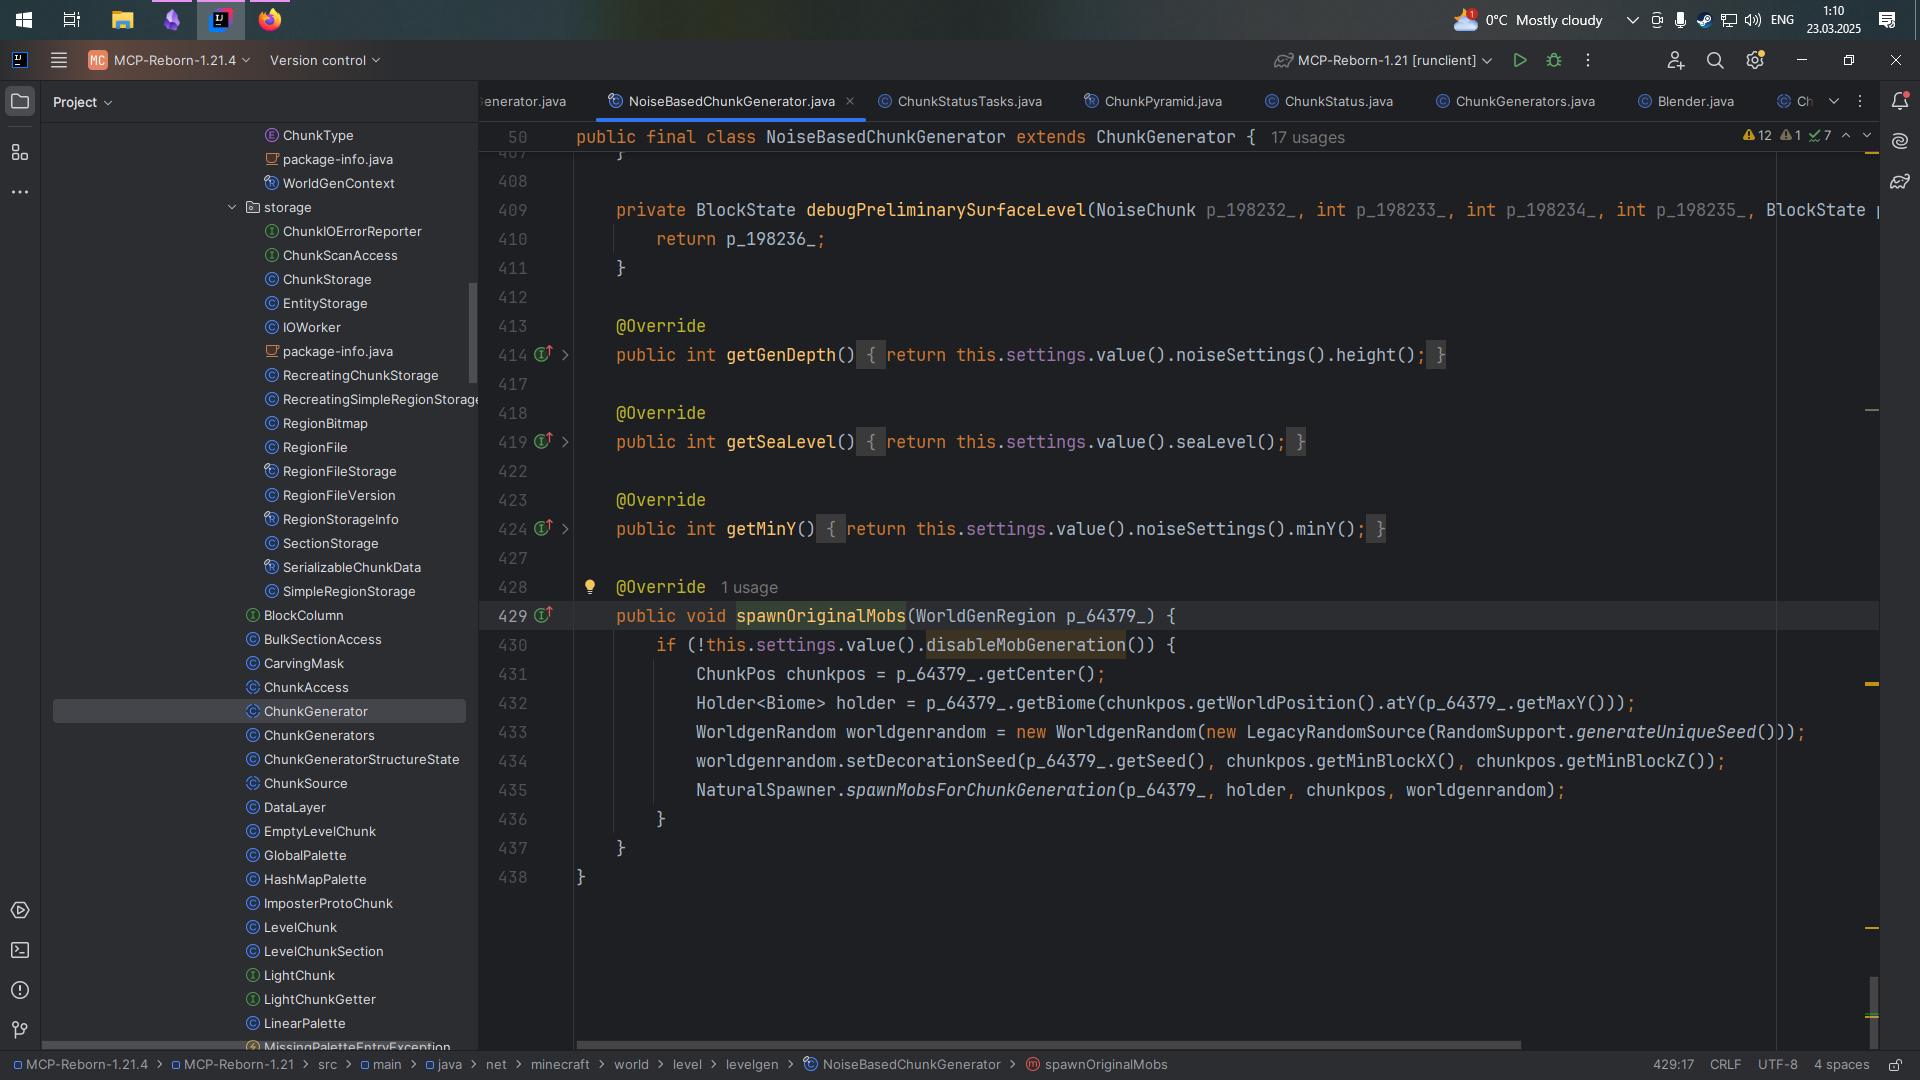 1
0°C Mostly cloudy
ENG
1:10
23.03.2025
MC MCP-Reborn-1.21.4
Version control
MCP-Reborn-1.21 [runclient]
Project
enerator.java
NoiseBasedChunkGenerator.java
ChunkStatusTasks.java
ChunkPyramid.java
ChunkStatus.java
ChunkGenerators.java
Blender.java
Ch
ChunkType
package-info.java
WorldGenContext
storage
ChunkIOErrorReporter
ChunkScanAccess
ChunkStorage
EntityStorage
IOWorker
package-info.java
RecreatingChunkStorage
RecreatingSimpleRegionStorage
RegionBitmap
RegionFile
RegionFileStorage
RegionFileVersion
RegionStorageInfo
SectionStorage
SerializableChunkData
SimpleRegionStorage
BlockColumn
BulkSectionAccess
CarvingMask
ChunkAccess
ChunkGenerator
ChunkGenerators
ChunkGeneratorStructureState
ChunkSource
DataLayer
EmptyLevelChunk
GlobalPalette
HashMapPalette
ImposterProtoChunk
LevelChunk
LevelChunkSection
LightChunk
LightChunkGetter
LinearPalette
MissingPaletteEntryException
50 public final class NoiseBasedChunkGenerator extends ChunkGenerator { 17 usages
12 1 7
407 }
408
409 private BlockState debugPreliminarySurfaceLevel(NoiseChunk p_198232_, int p_198233_, int p_198234_, int p_198235_, BlockState p
410 return p_198236_;
411 }
412
413 @Override
414 public int getGenDepth() { return this.settings.value().noiseSettings().height(); }
417
418 @Override
419 public int getSeaLevel() { return this.settings.value().seaLevel(); }
422
423 @Override
424 public int getMinY() { return this.settings.value().noiseSettings().minY(); }
427
428 @Override 1 usage
429 public void spawnOriginalMobs(WorldGenRegion p_64379_) {
430 if (!this.settings.value().disableMobGeneration()) {
431 ChunkPos chunkpos = p_64379_.getCenter();
432 Holder<Biome> holder = p_64379_.getBiome(chunkpos.getWorldPosition().atY(p_64379_.getMaxY()));
433 WorldgenRandom worldgenrandom = new WorldgenRandom(new LegacyRandomSource(RandomSupport.generateUniqueSeed()));
434 worldgenrandom.setDecorationSeed(p_64379_.getSeed(), chunkpos.getMinBlockX(), chunkpos.getMinBlockZ());
435 NaturalSpawner.spawnMobsForChunkGeneration(p_64379_, holder, chunkpos, worldgenrandom);
436 }
437 }
438 }
MCP-Reborn-1.21.4 > MCP-Reborn-1.21 > src > main > java > net > minecraft > world > level > levelgen > NoiseBasedChunkGenerator > spawnOriginalMobs
429:17 CRLF UTF-8 4 spaces